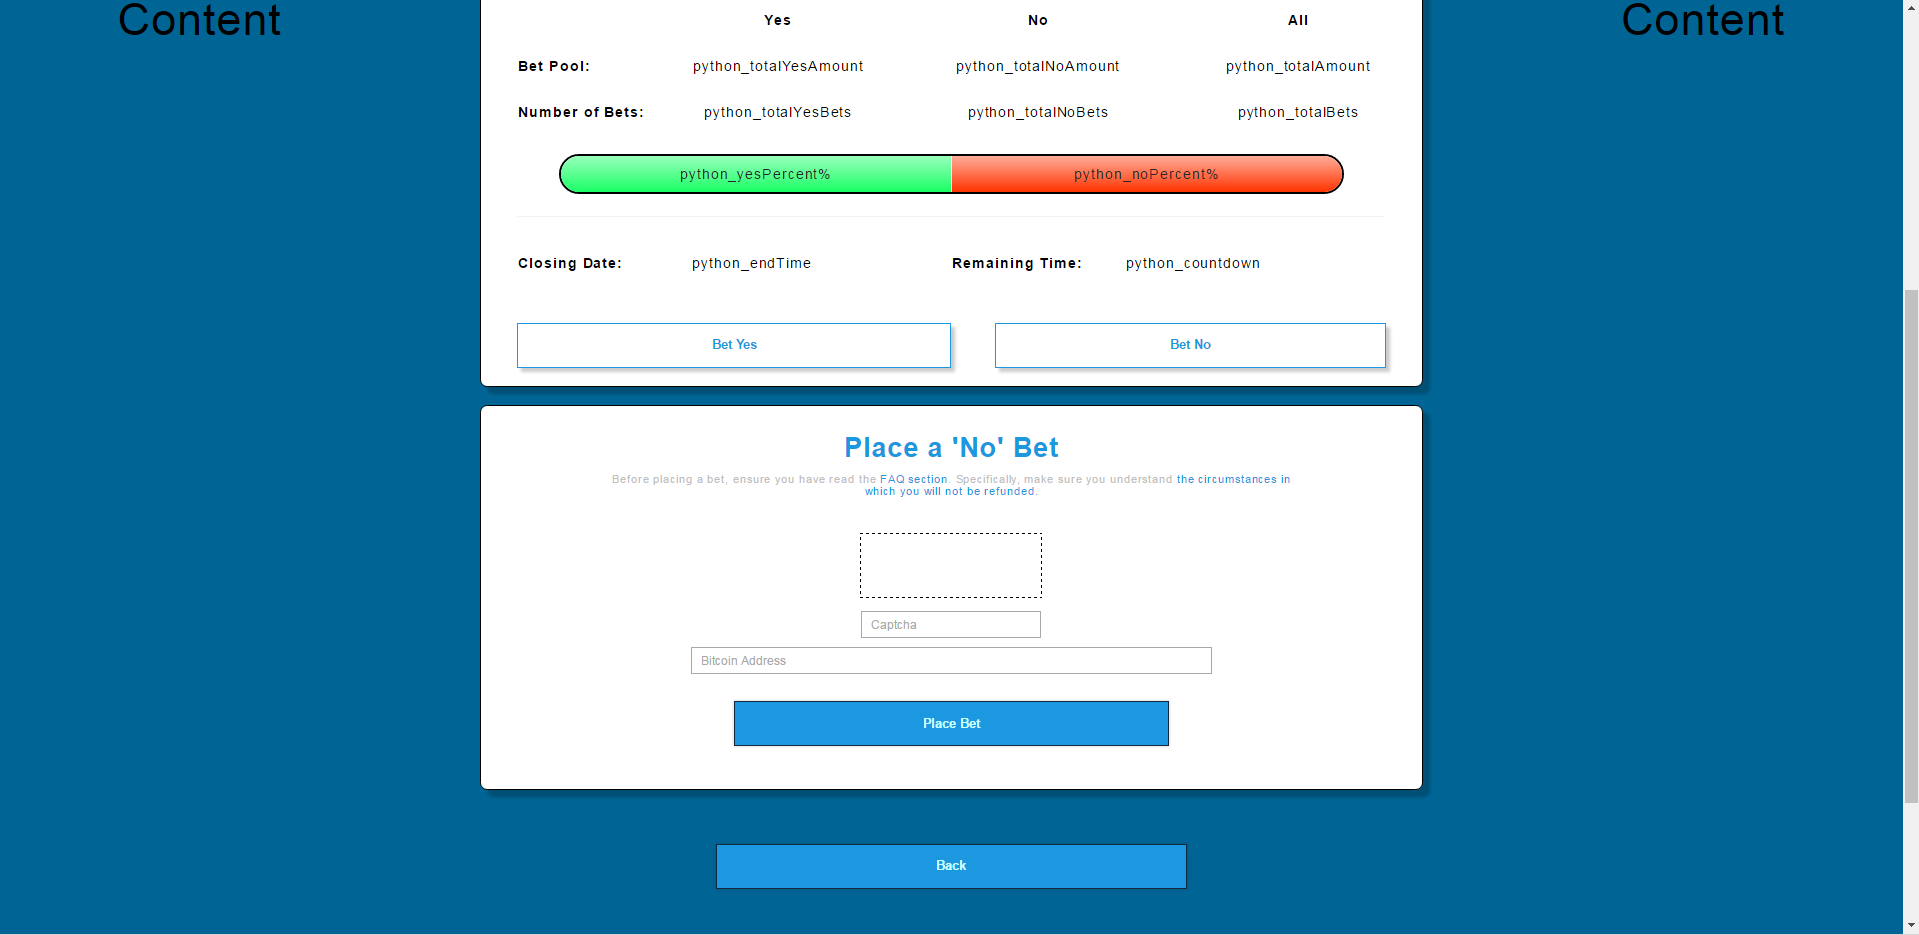 Content
Content
Yes No All
Bet Pool: python_totalYesAmount python_totalNoAmount python_totalAmount
Number of Bets: python_totalYesBets python_totalNoBets python_totalBets
python_yesPercent% python_noPercent%
Closing Date: python_endTime Remaining Time: python_countdown
Bet Yes Bet No
Place a 'No' Bet
Before placing a bet, ensure you have read the FAQ section. Specifically, make sure you understand the circumstances in
which you will not be refunded.
Captcha
Bitcoin Address
Place Bet
Back